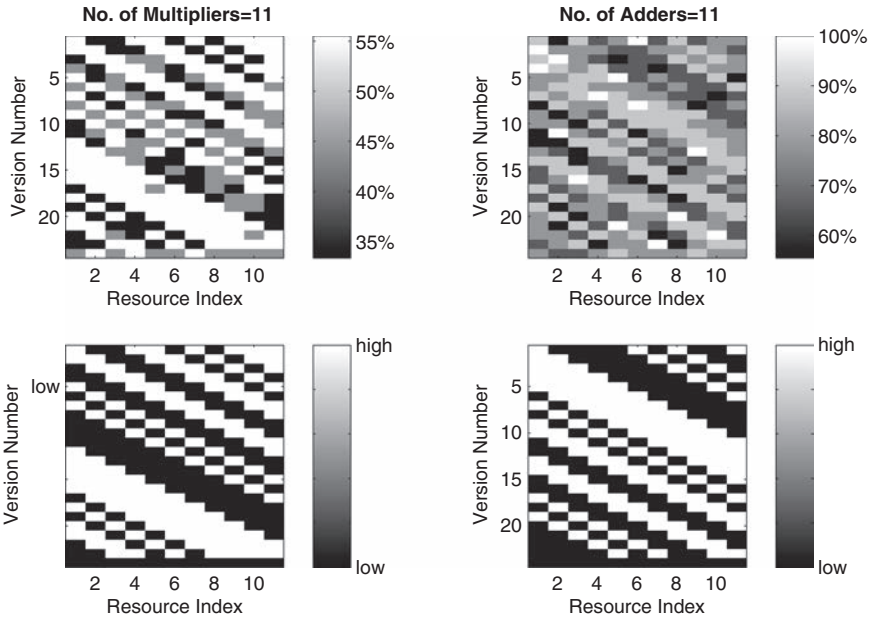 No. of Multipliers=11
Version Number
5
10
15
20
2 4 6 8 10
Resource Index
55%
50%
45%
40%
35%
No. of Adders=11
Version Number
5
10
15
20
2 4 6 8 10
Resource Index
100%
90%
80%
70%
60%
Version Number
low
2 4 6 8 10
Resource Index
high
low
Version Number
5
10
15
20
2 4 6 8 10
Resource Index
high
low